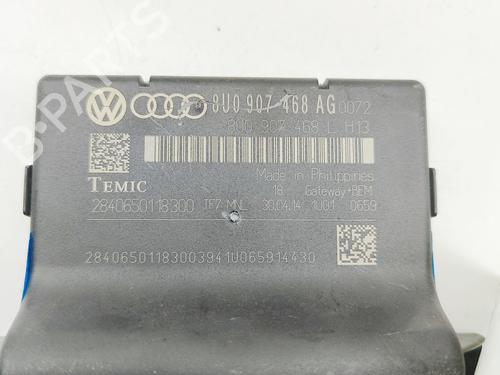 B-PARTS
8U0 907 468 AG 0072
8U0 907 468 L H13
Made in Philippines
TEMIC 18 Gateway+BEM
2840650118300 TFZ MNL 30.04.14 1U01 0659
28406501183003941U065914430